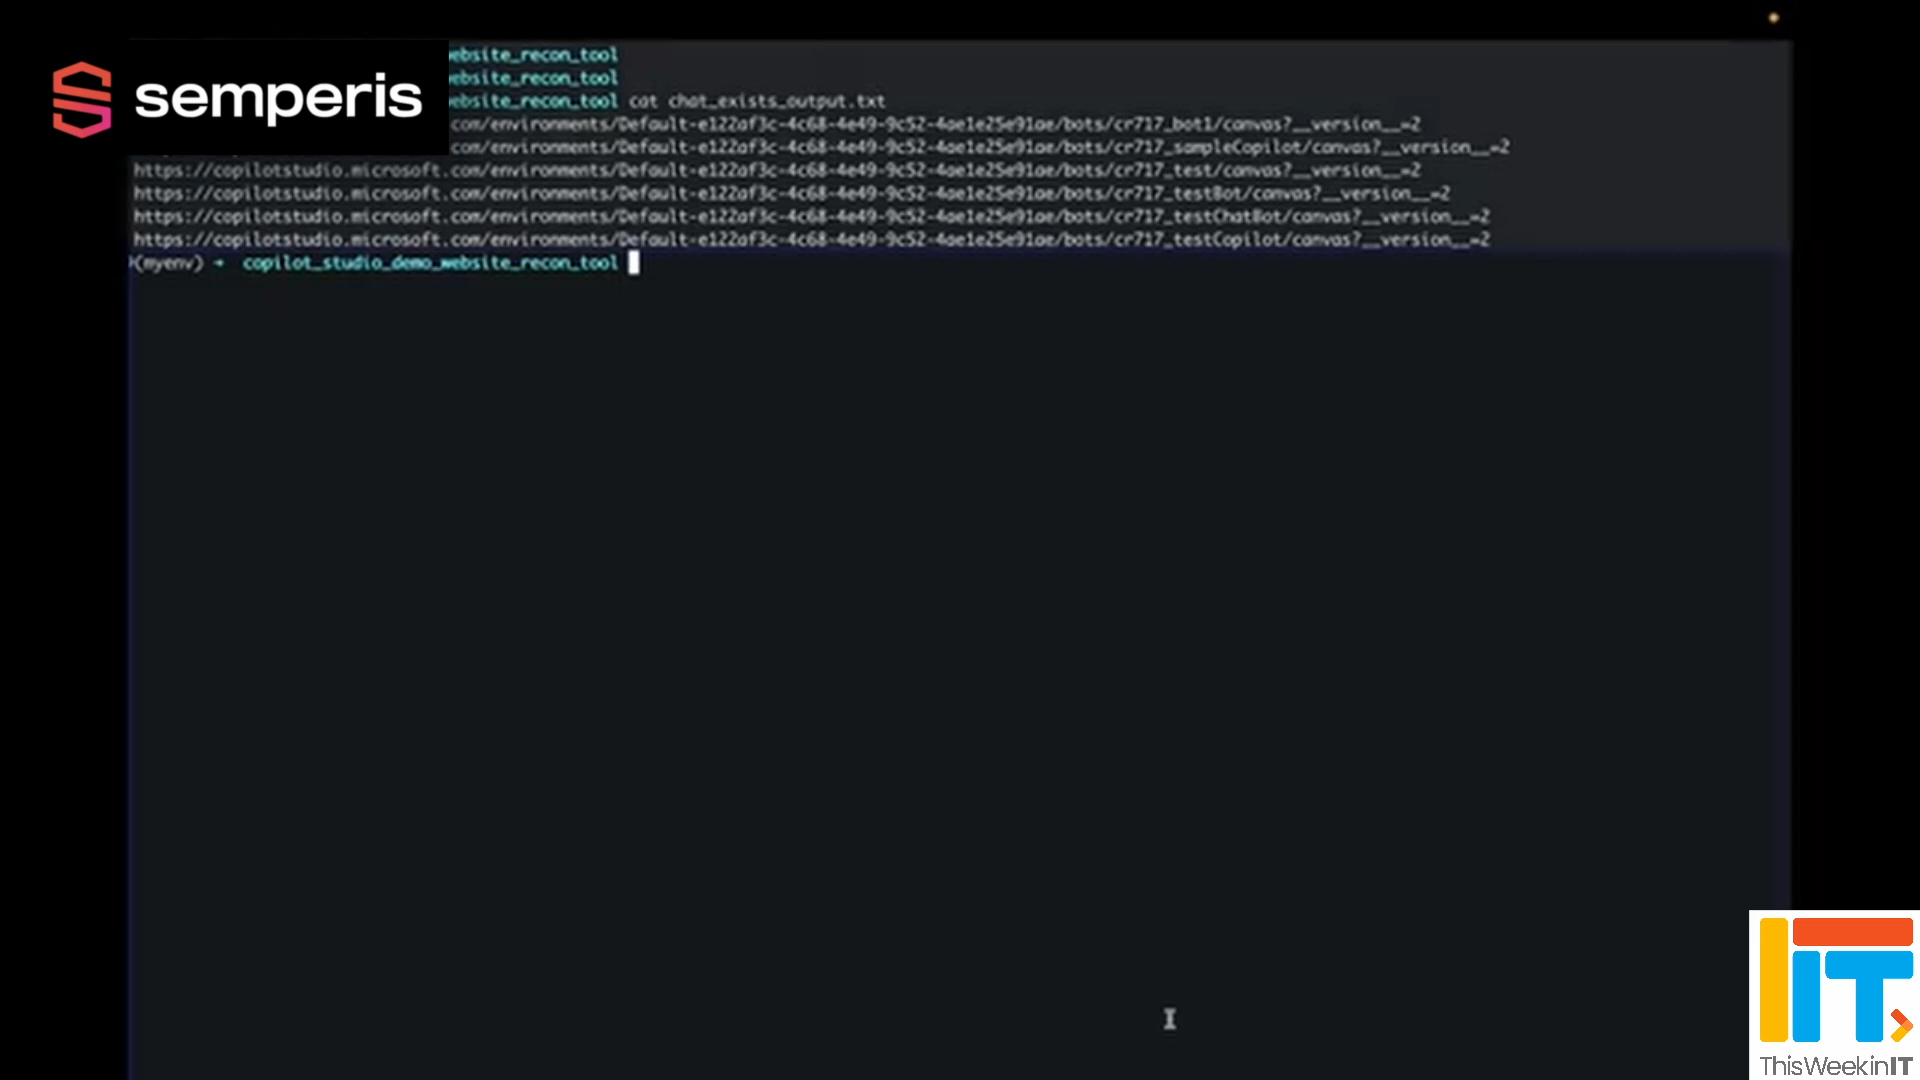 semperis
ebsite_recon_tool
ebsite_recon_tool
ebsite_recon_tool cat chat_exists_output.txt
com/environments/Default-e122af3c-4c68-4e49-9c52-4ae1e25e91ae/bots/cr717_bot1/canvas?__version__=2
com/environments/Default-e122af3c-4c68-4e49-9c52-4ae1e25e91ae/bots/cr717_sampleCopilot/canvas?__version__=2
https://copilotstudio.microsoft.com/environments/Default-e122af3c-4c68-4e49-9c52-4ae1e25e91ae/bots/cr717_test/canvas?__version__=2
https://copilotstudio.microsoft.com/environments/Default-e122af3c-4c68-4e49-9c52-4ae1e25e91ae/bots/cr717_testBot/canvas?__version__=2
https://copilotstudio.microsoft.com/environments/Default-e122af3c-4c68-4e49-9c52-4ae1e25e91ae/bots/cr717_testChatBot/canvas?__version__=2
https://copilotstudio.microsoft.com/environments/Default-e122af3c-4c68-4e49-9c52-4ae1e25e91ae/bots/cr717_testCopilot/canvas?__version__=2
(myenv) → copilot_studio_demo_website_recon_tool
ThisWeekinIT